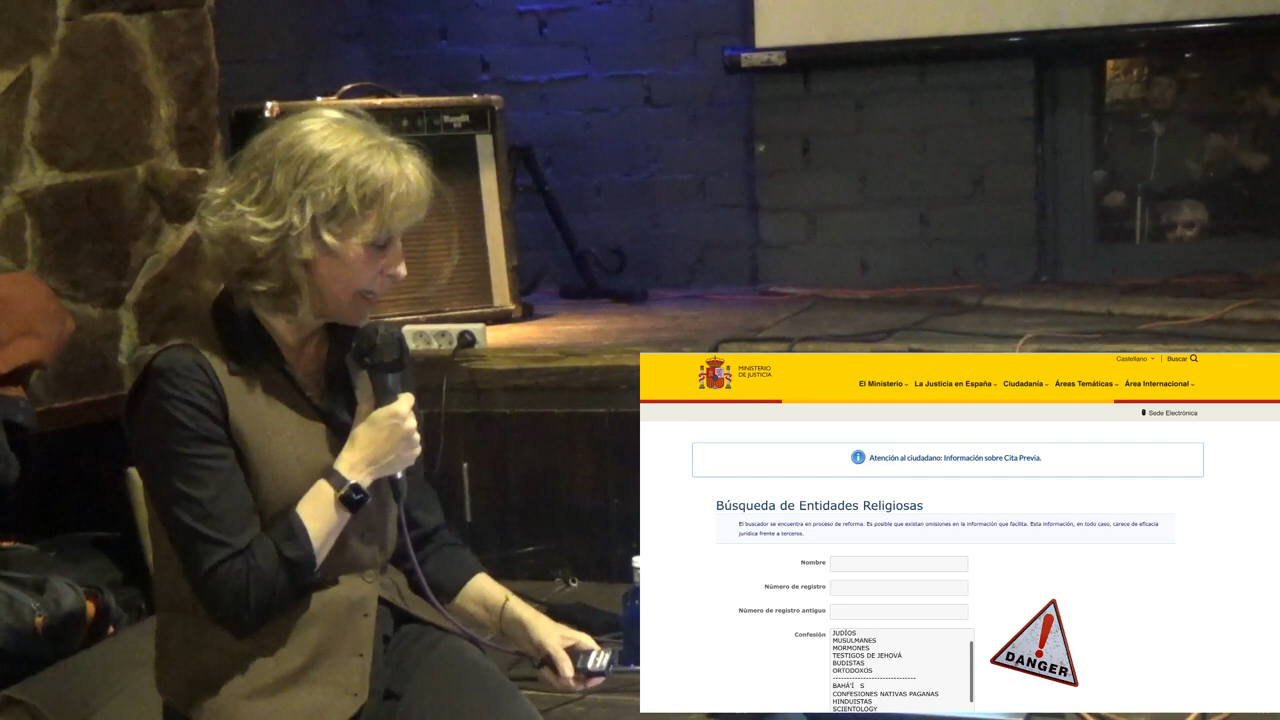 Castellano
Buscar
MINISTERIO
DE JUSTICIA
El Ministerio
La Justicia en España
Ciudadanía
Áreas Temáticas
Área Internacional
Sede Electrónica
Atención al ciudadano: Información sobre Cita Previa.
Búsqueda de Entidades Religiosas
El buscador se encuentra en proceso de reforma. Es posible que existan omisiones en la información que facilita. Esta información, en todo caso, carece de eficacia
jurídica frente a terceros.
Nombre
Número de registro
Número de registro antiguo
Confesión
JUDÍOS
MUSULMANES
MORMONES
TESTIGOS DE JEHOVÁ
BUDISTAS
ORTODOXOS
------------------------------
BAHÁ'Í S
CONFESIONES NATIVAS PAGANAS
HINDUISTAS
SCIENTOLOGY
DANGER